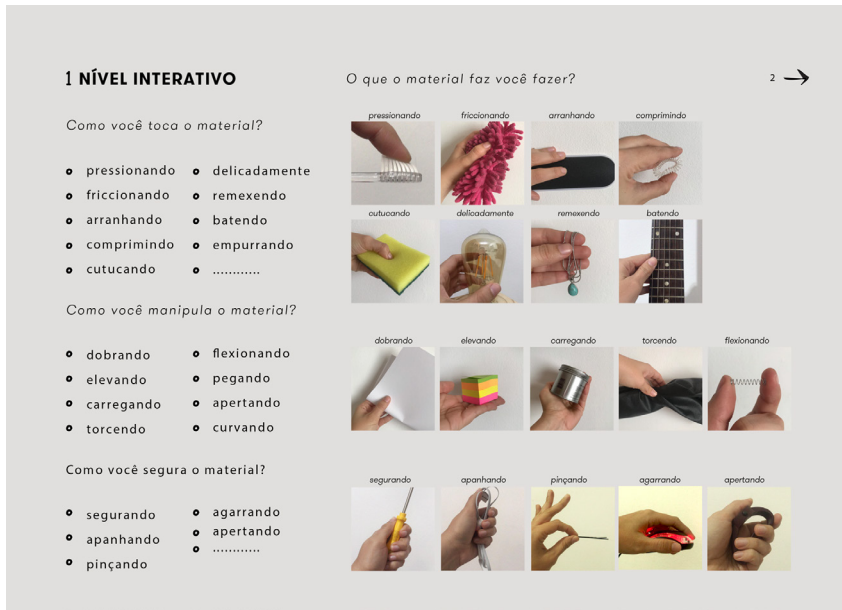 1 NÍVEL INTERATIVO
Como você toca o material?
pressionando
friccionando
arranhando
comprimindo
cutucando
delicadamente
remexendo
batendo
empurrando
............
Como você manipula o material?
dobrando
elevando
carregando
torcendo
flexionando
pegando
apertando
curvando
Como você segura o material?
segurando
apanhando
pinçando
agarrando
apertando
............
O que o material faz você fazer?
2
pressionando
friccionando
arranhando
comprimindo
cutucando
delicadamente
remexendo
batendo
dobrando
elevando
carregando
torcendo
flexionando
segurando
apanhando
pinçando
agarrando
apertando